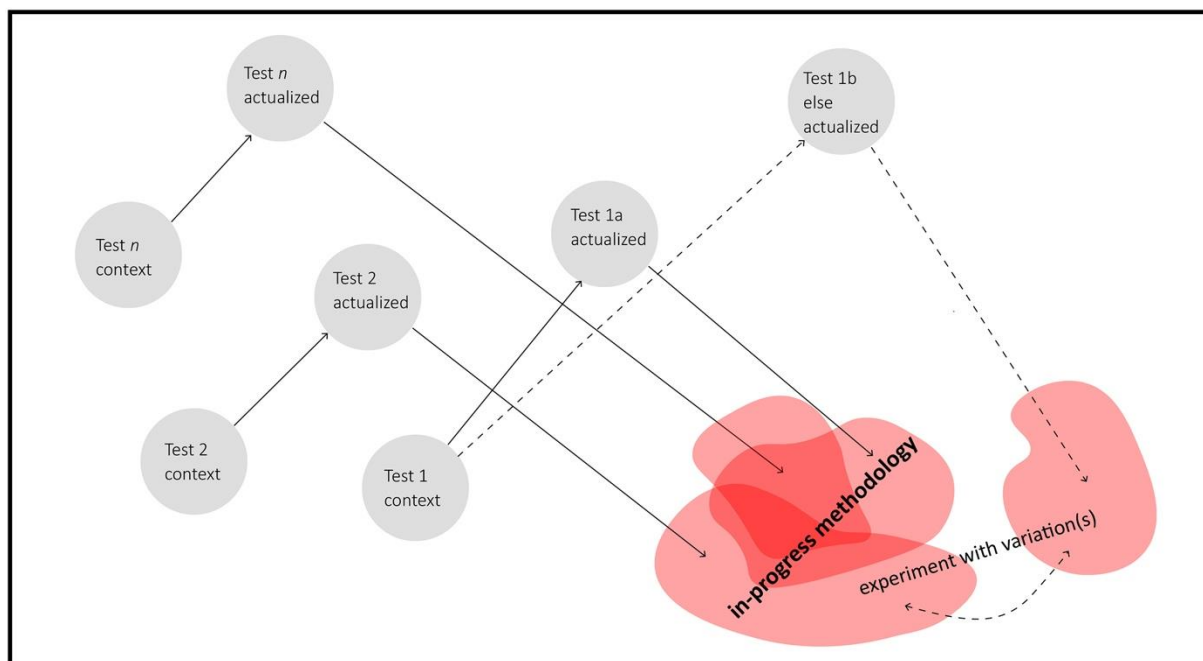 Test n
actualized
Test 1b
else
actualized
Test 1a
actualized
Test n
context
Test 2
actualized
Test 2
context
Test 1
context
in-progress methodology
experiment with variation(s)